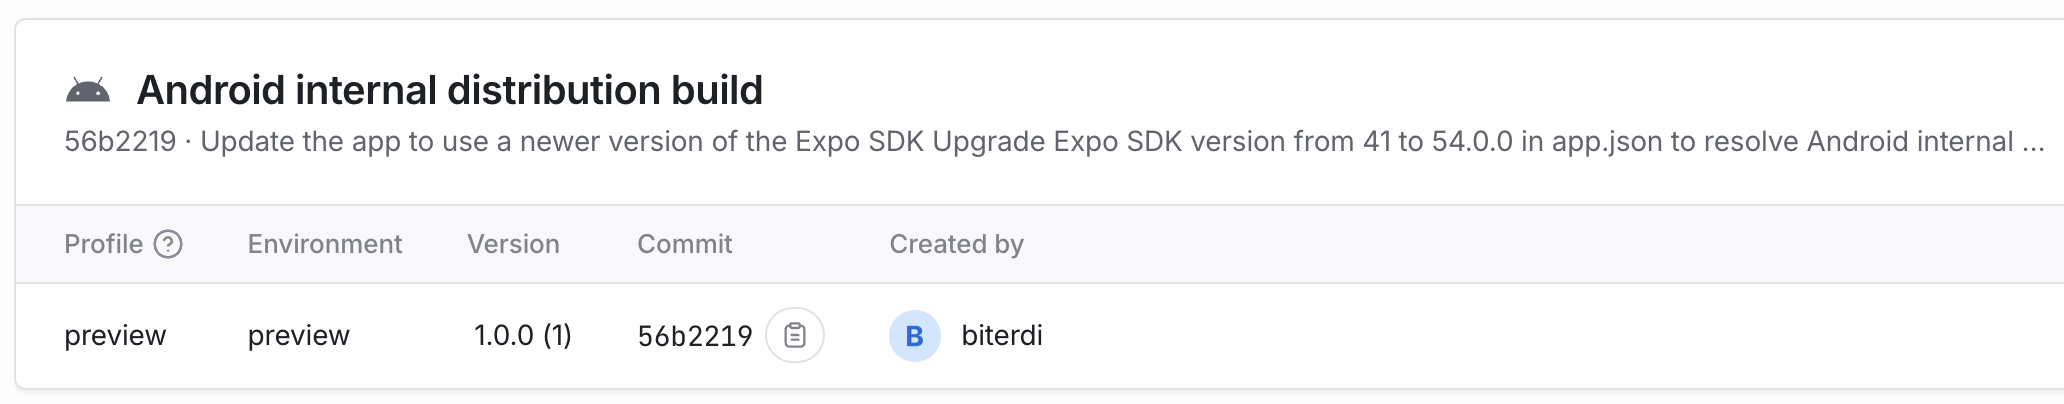 Android internal distribution build
56b2219 · Update the app to use a newer version of the Expo SDK Upgrade Expo SDK version from 41 to 54.0.0 in app.json to resolve Android internal ...
Profile Environment Version Commit Created by
preview preview 1.0.0 (1) 56b2219 B biterdi